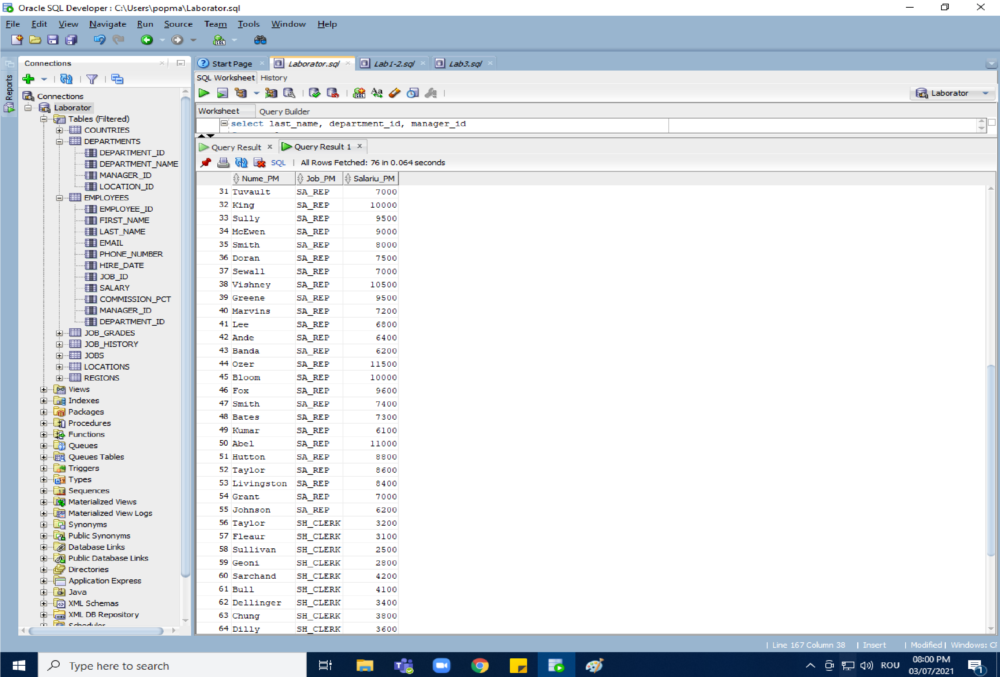 Oracle SQL Developer : C:\Users\popma\Laborator.sql
File Edit View Navigate Run Source Team Tools Window Help
Reports
Connections
Start Page Laborator.sql Lab1-2.sql Lab3.sql
SQL Worksheet History
Laborator
Worksheet Query Builder
select last_name, department_id, manager_id
Connections
Laborator
Tables (Filtered)
COUNTRIES
DEPARTMENTS
DEPARTMENT_ID
DEPARTMENT_NAME
MANAGER_ID
LOCATION_ID
EMPLOYEES
EMPLOYEE_ID
FIRST_NAME
LAST_NAME
EMAIL
PHONE_NUMBER
HIRE_DATE
JOB_ID
SALARY
COMMISSION_PCT
MANAGER_ID
DEPARTMENT_ID
JOB_GRADES
JOB_HISTORY
JOBS
LOCATIONS
REGIONS
Views
Indexes
Packages
Procedures
Functions
Queues
Queues Tables
Triggers
Types
Sequences
Materialized Views
Materialized View Logs
Synonyms
Public Synonyms
Database Links
Public Database Links
Directories
Application Express
Java
XML Schemas
XML DB Repository
Scheduler
Query Result Query Result 1
SQL | All Rows Fetched: 76 in 0.064 seconds
Nume_PM Job_PM Salariu_PM
31 Tuvault SA_REP 7000
32 King SA_REP 10000
33 Sully SA_REP 9500
34 McEwen SA_REP 9000
35 Smith SA_REP 8000
36 Doran SA_REP 7500
37 Sewall SA_REP 7000
38 Vishney SA_REP 10500
39 Greene SA_REP 9500
40 Marvins SA_REP 7200
41 Lee SA_REP 6800
42 Ande SA_REP 6400
43 Banda SA_REP 6200
44 Ozer SA_REP 11500
45 Bloom SA_REP 10000
46 Fox SA_REP 9600
47 Smith SA_REP 7400
48 Bates SA_REP 7300
49 Kumar SA_REP 6100
50 Abel SA_REP 11000
51 Hutton SA_REP 8800
52 Taylor SA_REP 8600
53 Livingston SA_REP 8400
54 Grant SA_REP 7000
55 Johnson SA_REP 6200
56 Taylor SH_CLERK 3200
57 Fleaur SH_CLERK 3100
58 Sullivan SH_CLERK 2500
59 Geoni SH_CLERK 2800
60 Sarchand SH_CLERK 4200
61 Bull SH_CLERK 4100
62 Dellinger SH_CLERK 3400
63 Chung SH_CLERK 3800
64 Dilly SH_CLERK 3600
| Line 167 Column 38 | Insert | Modified | Windows: CF
Type here to search
ROU
08:00 PM
03/07/2021
1